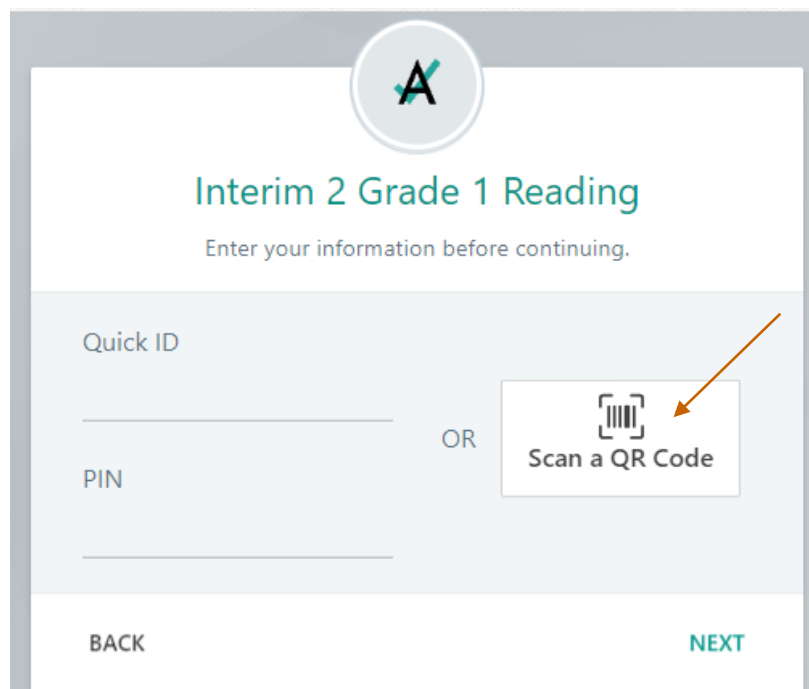 Interim 2 Grade 1 Reading
Enter your information before continuing.
Quick ID
OR
Scan a QR Code
PIN
BACK
NEXT